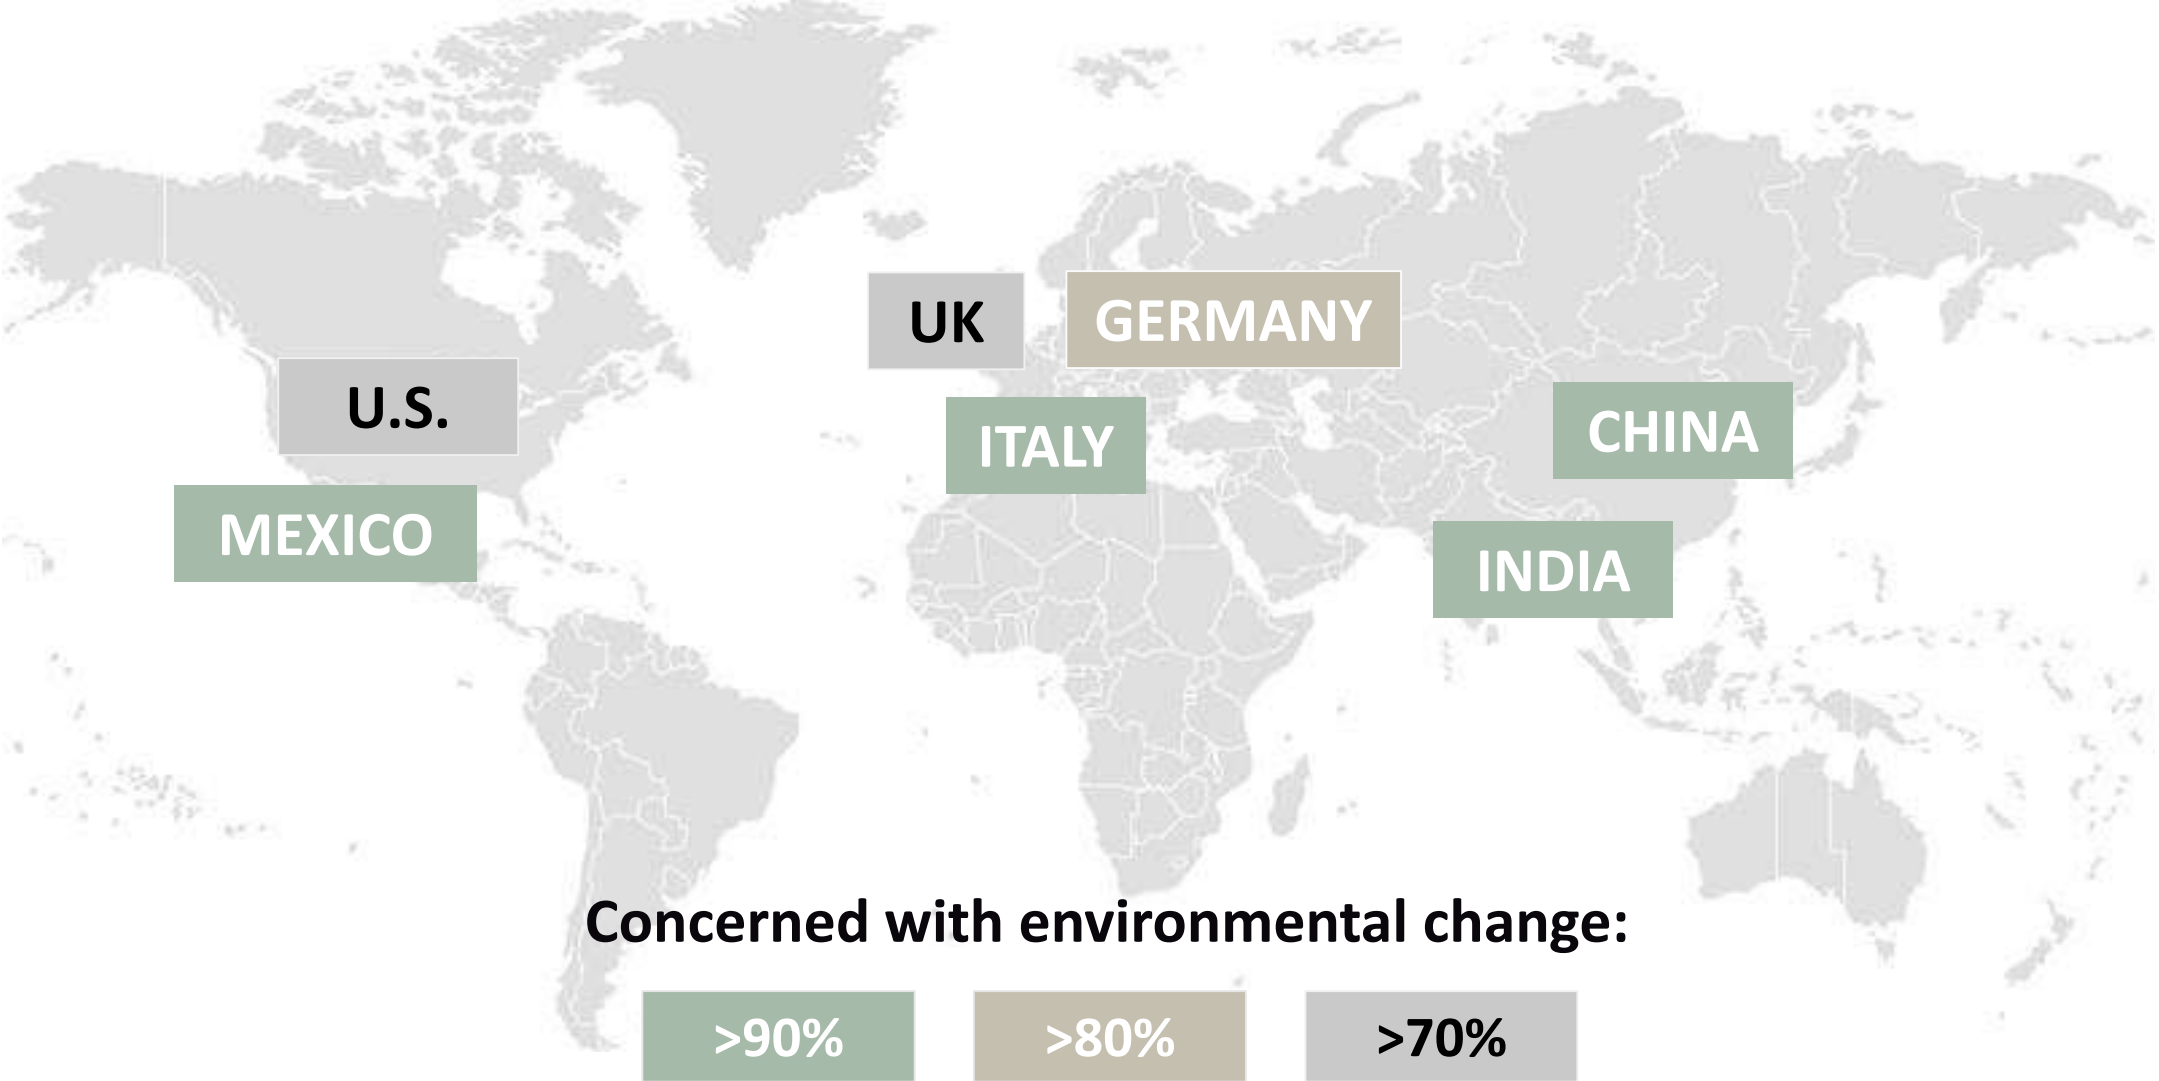 UK
GERMANY
U.S.
CHINA
ITALY
MEXICO
INDIA
Concerned with environmental change:
>90%
>80%
>70%